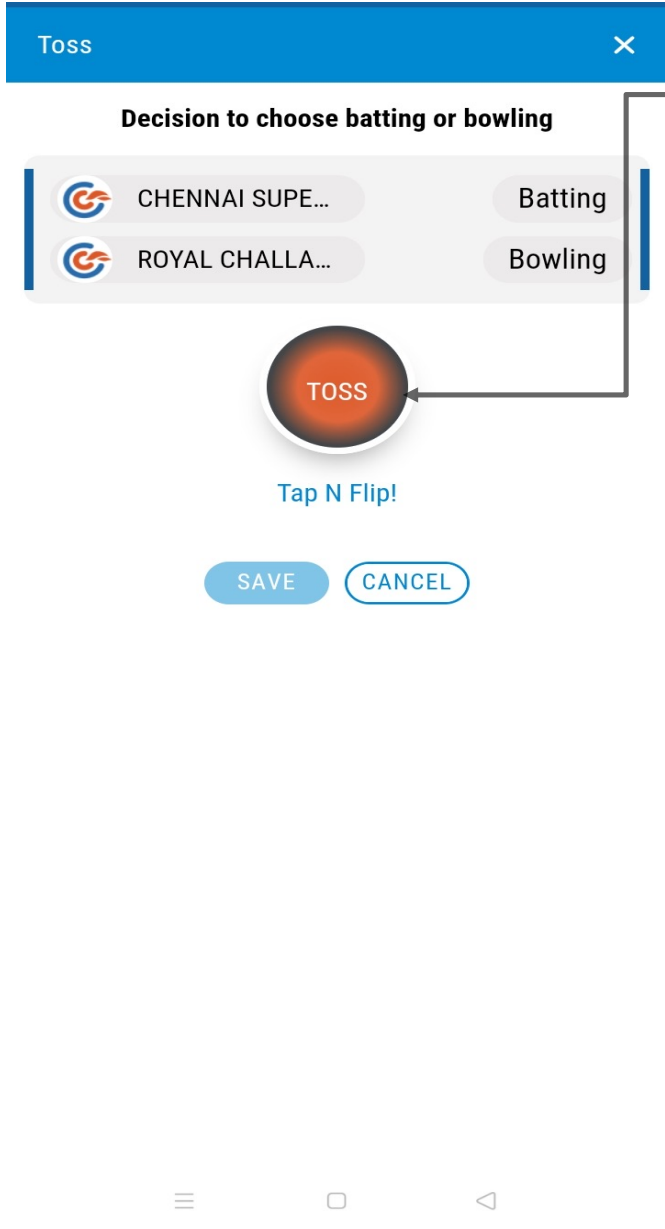 Toss
Decision to choose batting or bowling
CHENNAI SUPE... Batting
ROYAL CHALLA... Bowling
TOSS
Tap N Flip!
SAVE CANCEL